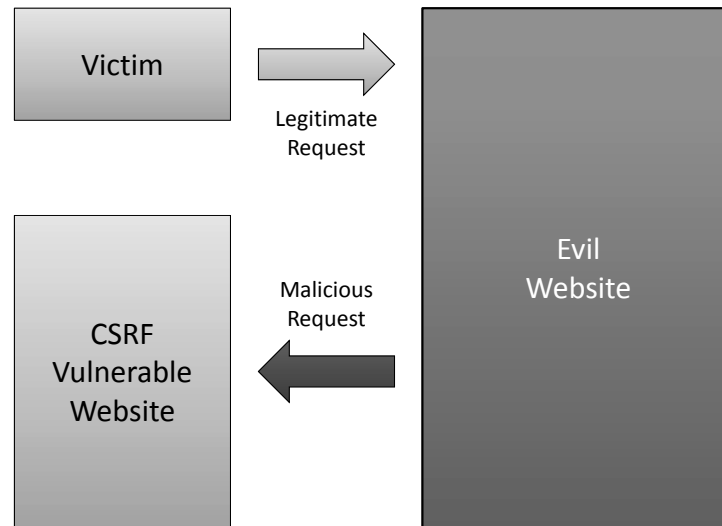 Victim
Legitimate
Request
Evil
Website
Malicious
Request
CSRF
Vulnerable
Website